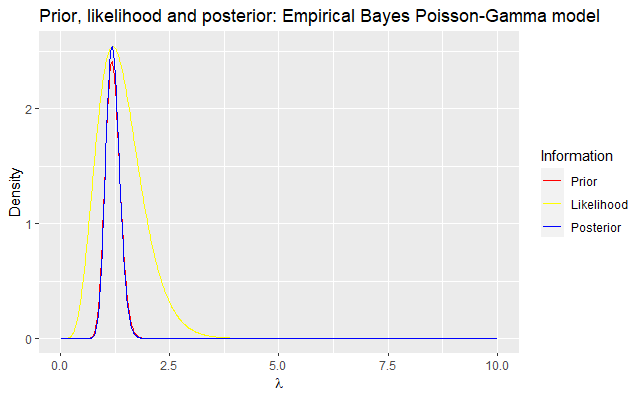 Prior, likelihood and posterior: Empirical Bayes Poisson-Gamma model
Density
2
1
0
0.0 2.5 5.0 7.5 10.0
λ
Information
Prior
Likelihood
Posterior